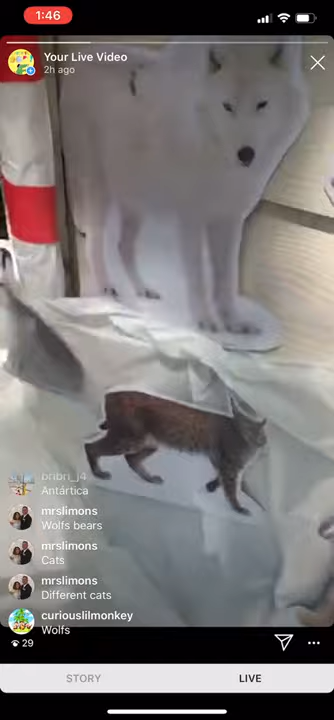 1:46
Your Live Video
2h ago
bribri_j4
Antártica
mrslimons
Wolfs bears
mrslimons
Cats
mrslimons
Different cats
curiouslilmonkey
Wolfs
29
STORY
LIVE